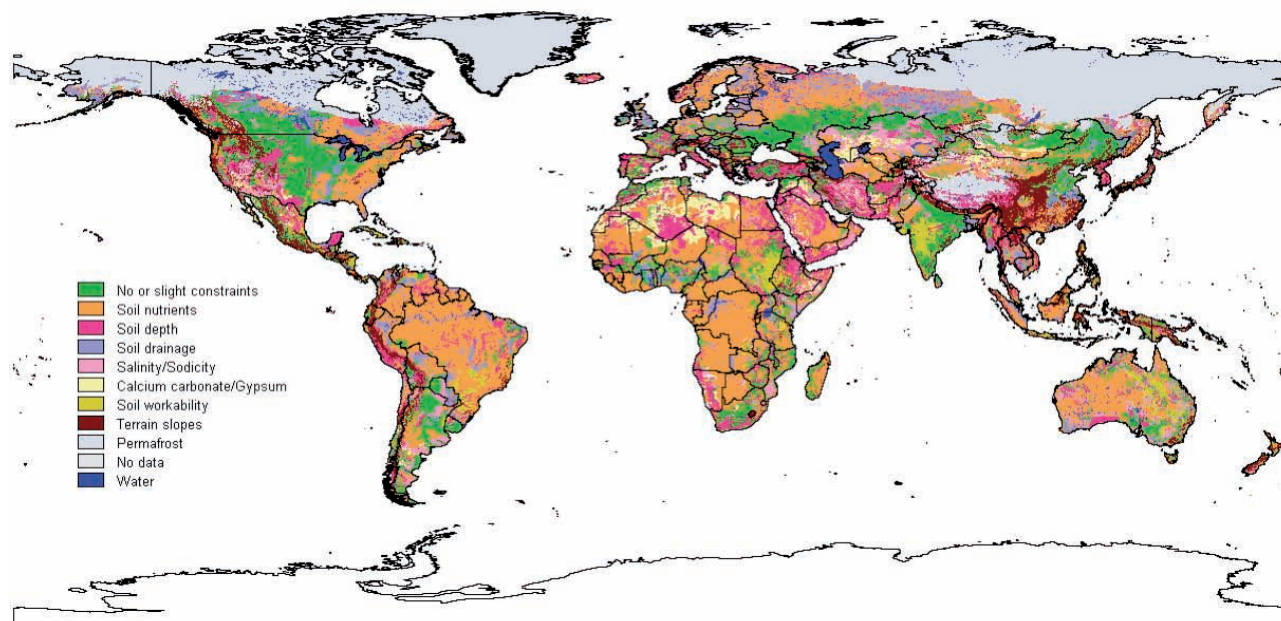 No or slight constraints
Soil nutrients
Soil depth
Soil drainage
Salinity/Sodicity
Calcium carbonate/Gypsum
Soil workability
Terrain slopes
Permafrost
No data
Water